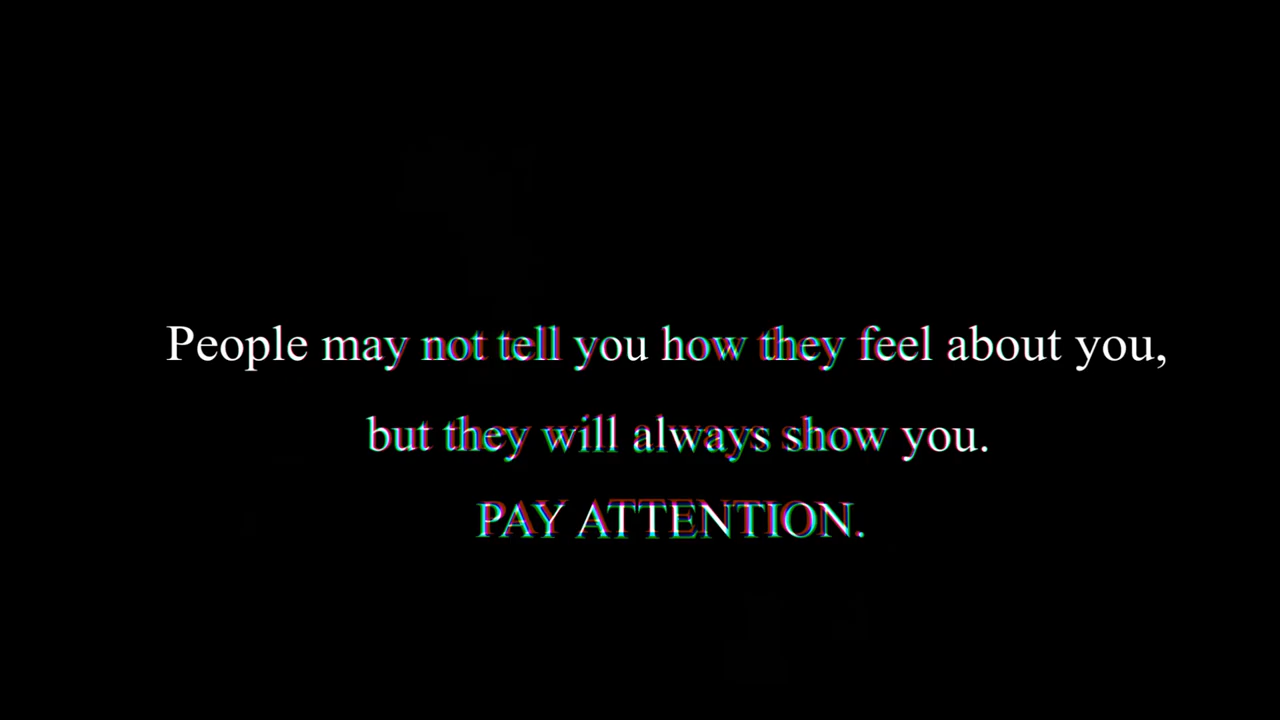 People may not tell you how they feel about you,
but they will always show you.
PAY ATTENTION.